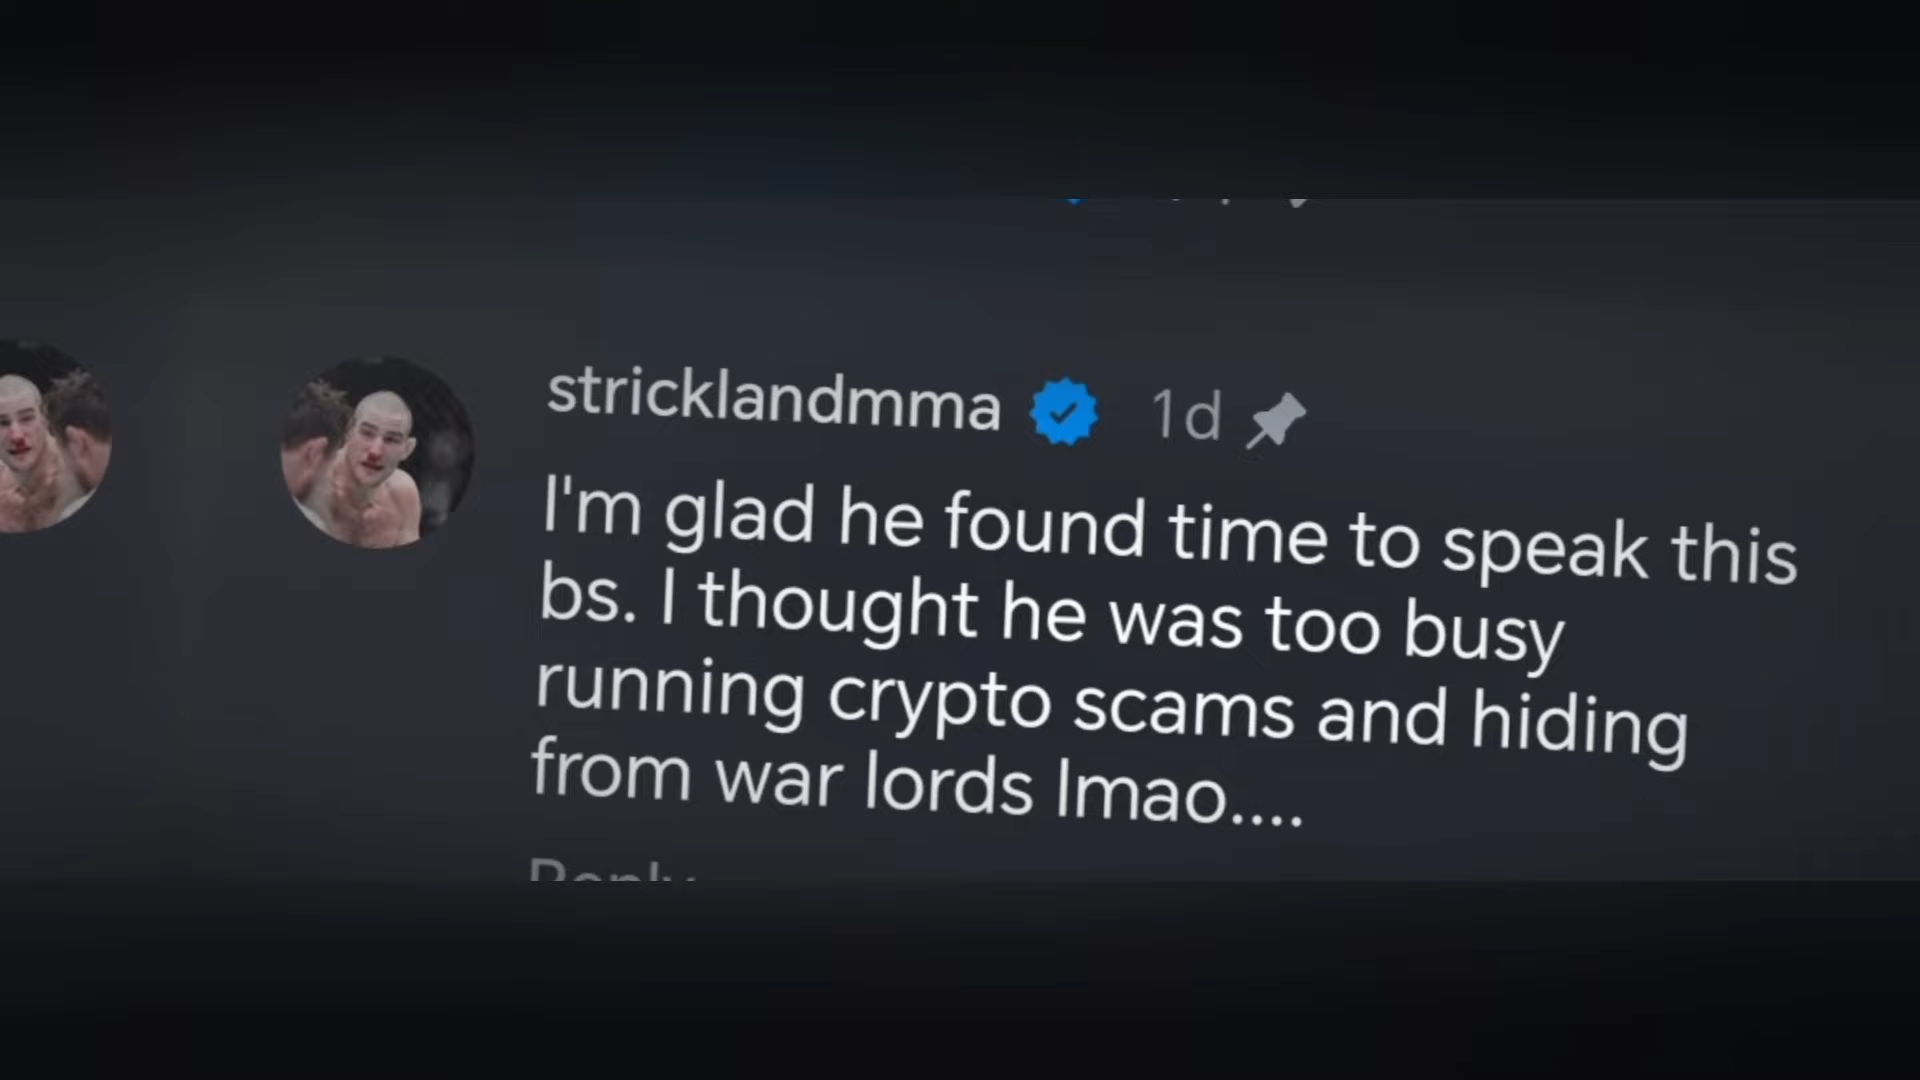 stricklandmma 1d
I'm glad he found time to speak this
bs. I thought he was too busy
running crypto scams and hiding
from war lords lmao....
Reply